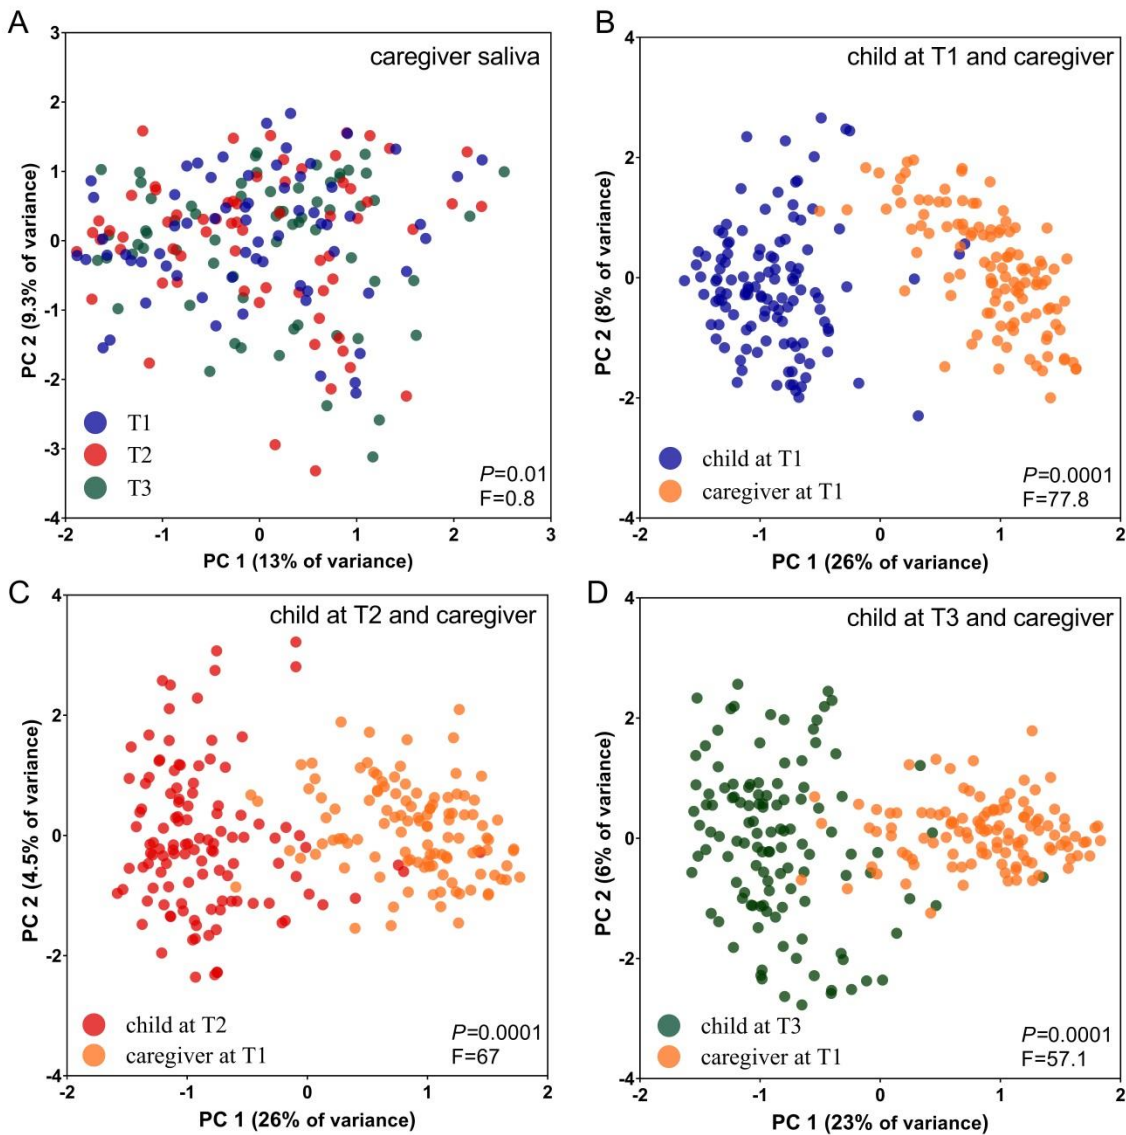 A
caregiver saliva
3
2
1
0
-1
-2
-3
-4
PC 2 (9.3% of variance)
T1
T2
T3
P=0.01
F=0.8
-2
-1
0
1
2
3
PC 1 (13% of variance)
B
child at T1 and caregiver
4
2
0
-2
-4
PC 2 (8% of variance)
child at T1
caregiver at T1
P=0.0001
F=77.8
-2
-1
0
1
2
PC 1 (26% of variance)
C
child at T2 and caregiver
4
2
0
-2
-4
PC 2 (4.5% of variance)
child at T2
caregiver at T1
P=0.0001
F=67
-2
-1
0
1
2
PC 1 (26% of variance)
D
child at T3 and caregiver
4
2
0
-2
-4
PC 2 (6% of variance)
child at T3
caregiver at T1
P=0.0001
F=57.1
-2
-1
0
1
2
PC 1 (23% of variance)